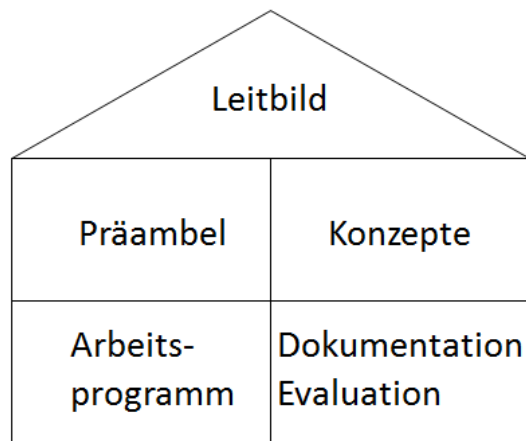 Leitbild
Präambel
Konzepte
Arbeits-
programm
Dokumentation
Evaluation